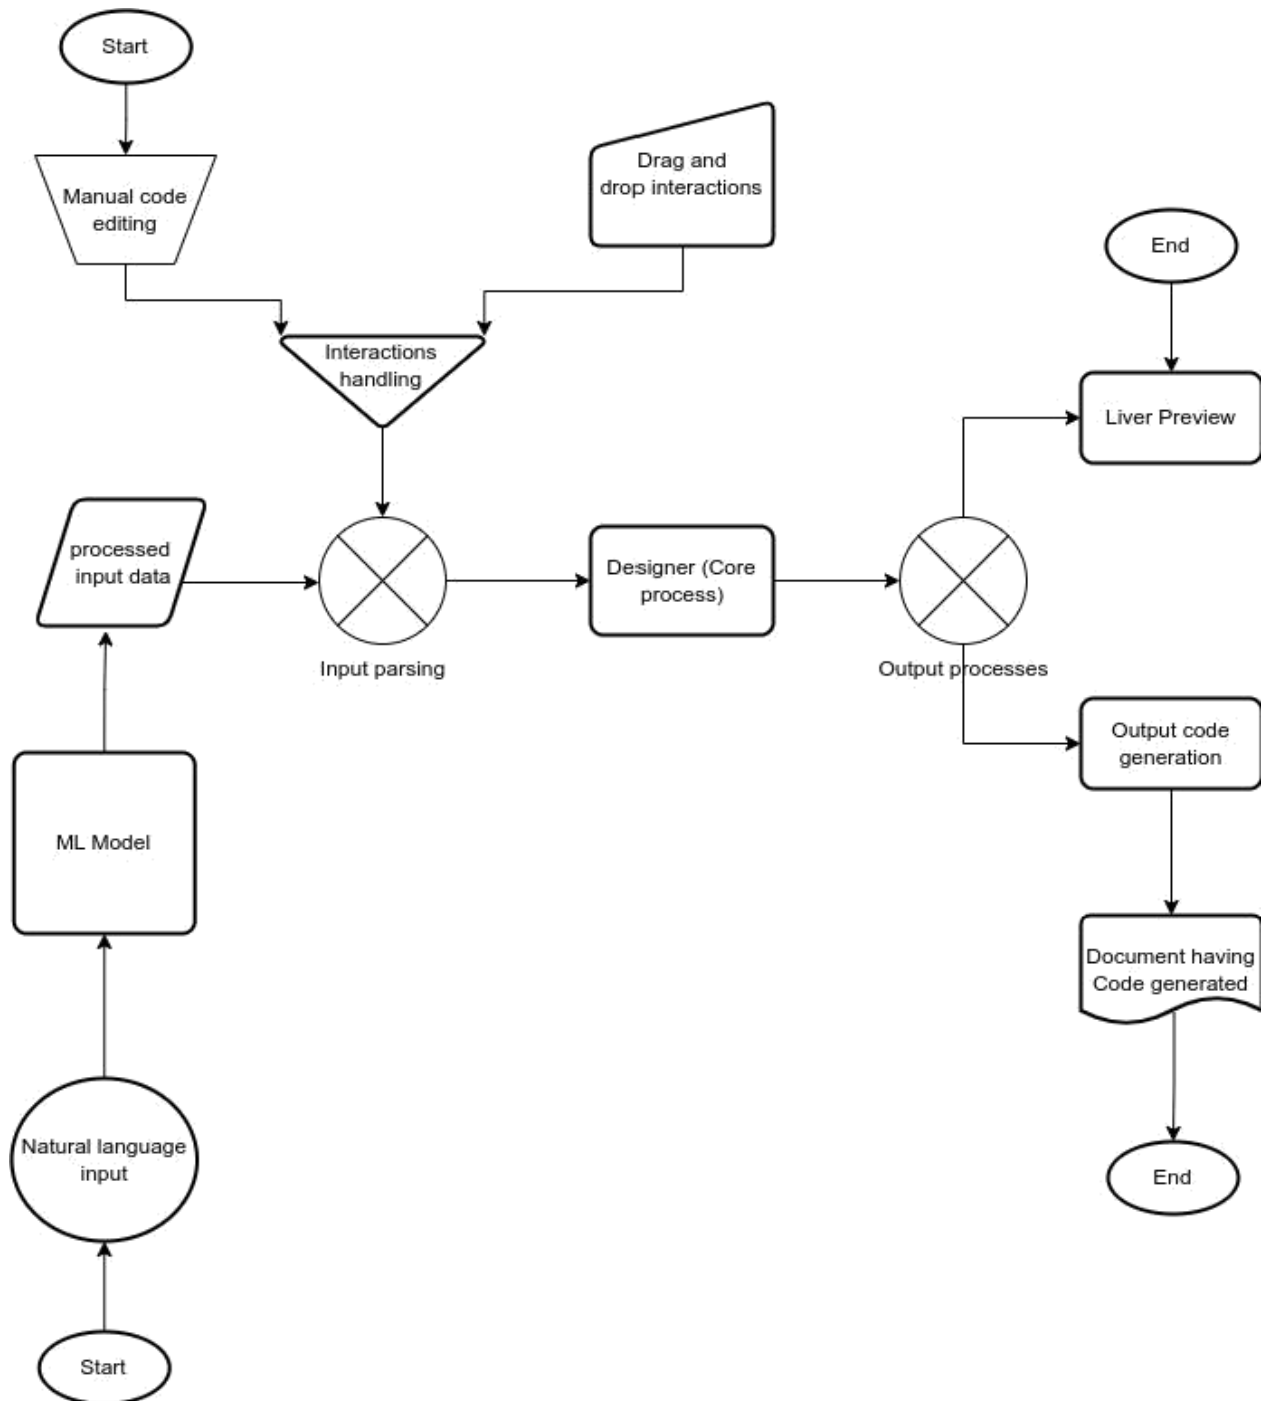 Start
Manual code
editing
Drag and
drop interactions
End
Interactions
handling
Liver Preview
processed
input data
Designer (Core
process)
Input parsing
Output processes
Output code
generation
ML Model
Document having
Code generated
Natural language
input
End
Start